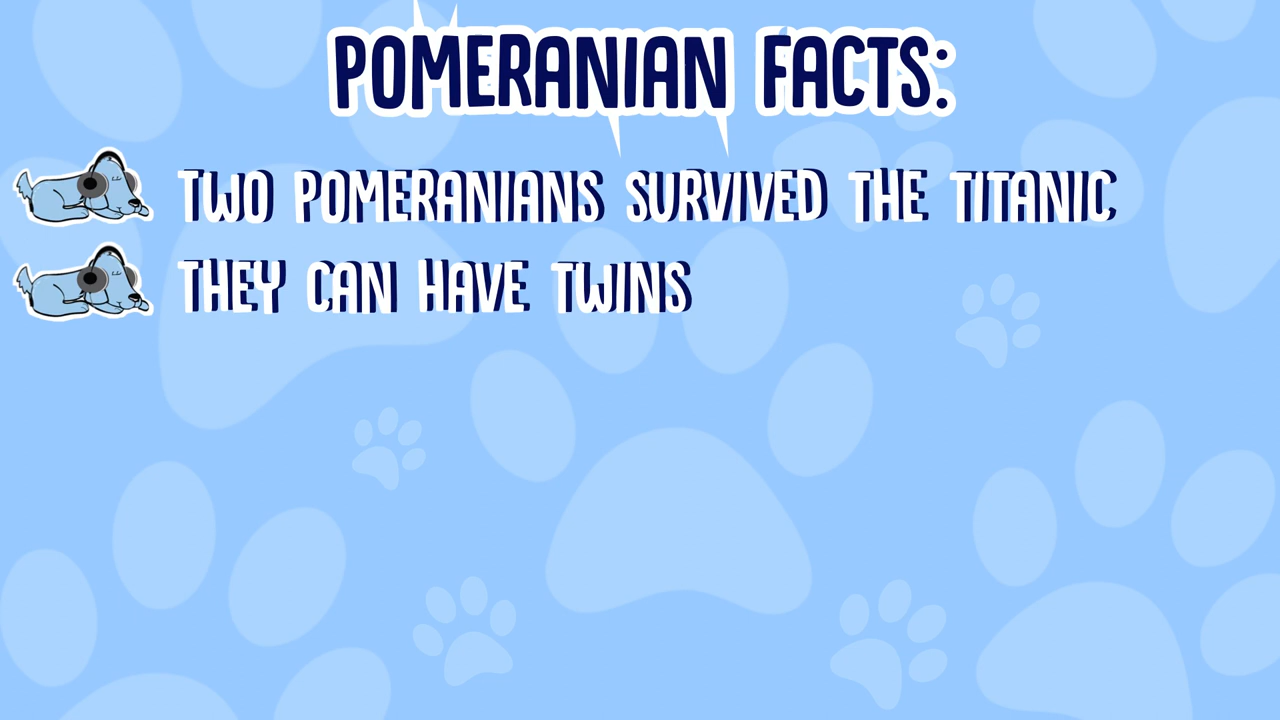 POMERANIAN FACTS:
TWO POMERANIANS SURVIVED THE TITANIC
THEY CAN HAVE TWINS